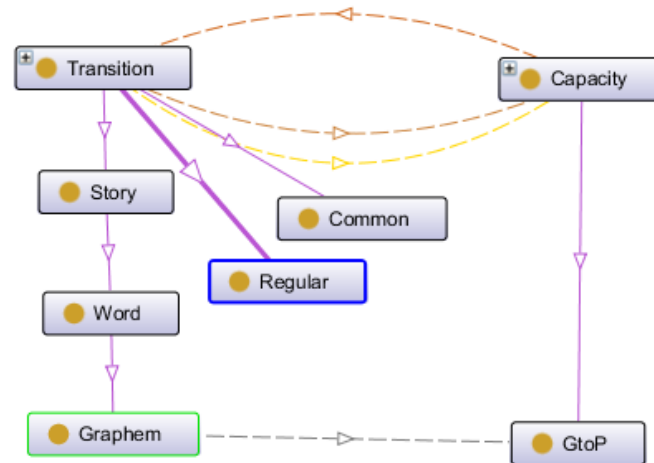 Transition
Capacity
Story
Common
Regular
Word
Graphem
GtoP